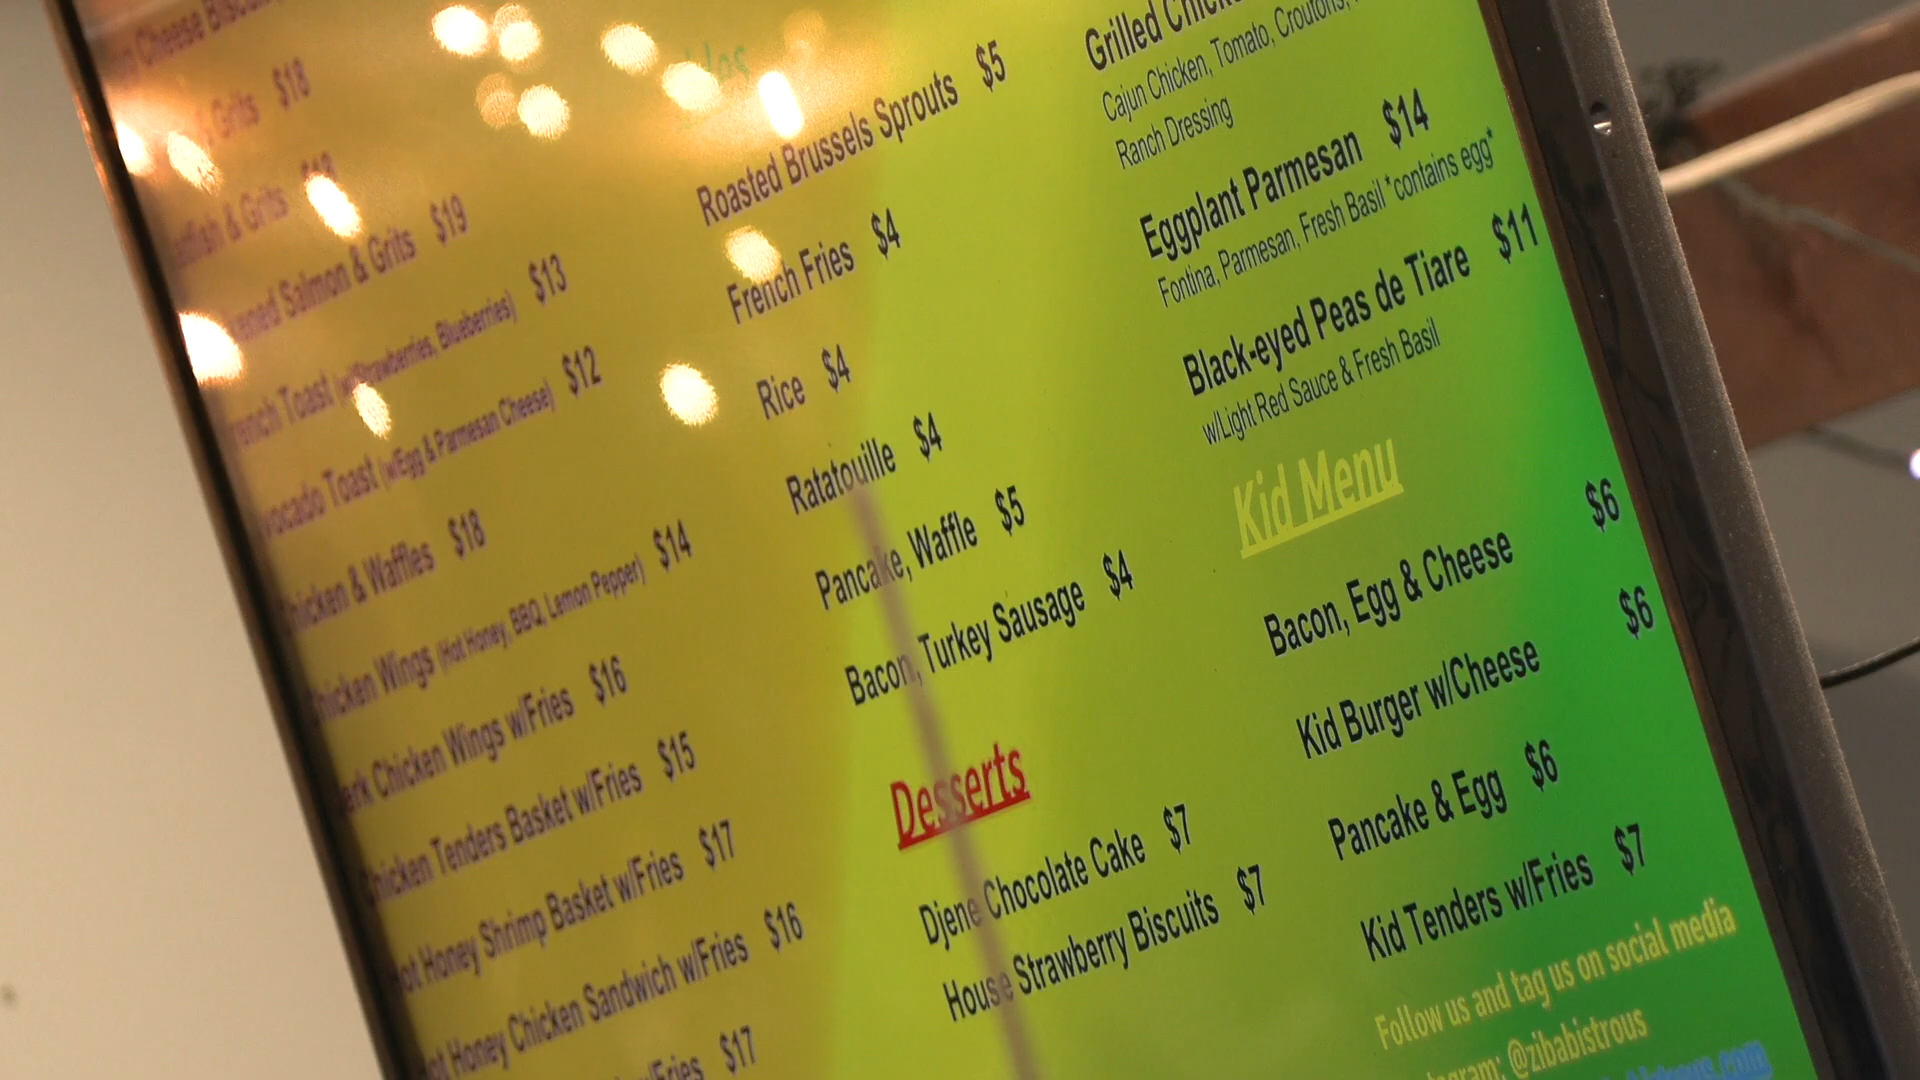 Cheese
Grits $18
& Grits $18
Salmon & Grits $19
Toast (w/Strawberries, Blueberries) $13
Toast (w/Egg & Parmesan Cheese) $12
Chicken & Waffles $18
Chicken Wings (Hot Honey, BBQ, Lemon Pepper) $14
Chicken Wings w/Fries $16
Chicken Tenders Basket w/Fries $15
Hot Honey Shrimp Basket w/Fries $17
Hot Honey Chicken Sandwich w/Fries $16
w/Fries $17
Roasted Brussels Sprouts $5
French Fries $4
Rice $4
Ratatouille $4
Pancake, Waffle $5
Bacon, Turkey Sausage $4
Desserts
Djene Chocolate Cake $7
House Strawberry Biscuits $7
Grilled
Cajun Chicken, Tomato, Croutons,
Ranch Dressing
Eggplant Parmesan $14
Fontina, Parmesan, Fresh Basil *contains egg*
Black-eyed Peas de Tiare $11
w/Light Red Sauce & Fresh Basil
Kid Menu
Bacon, Egg & Cheese $6
Kid Burger w/Cheese $6
Pancake & Egg $6
Kid Tenders w/Fries $7
Follow us and tag us on social media
@zibabistrous